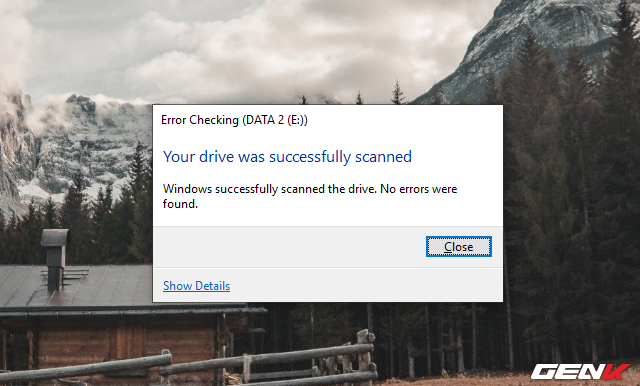 Error Checking (DATA 2 (E:))
Your drive was successfully scanned
Windows successfully scanned the drive. No errors were
found.
Close
Show Details
GENK